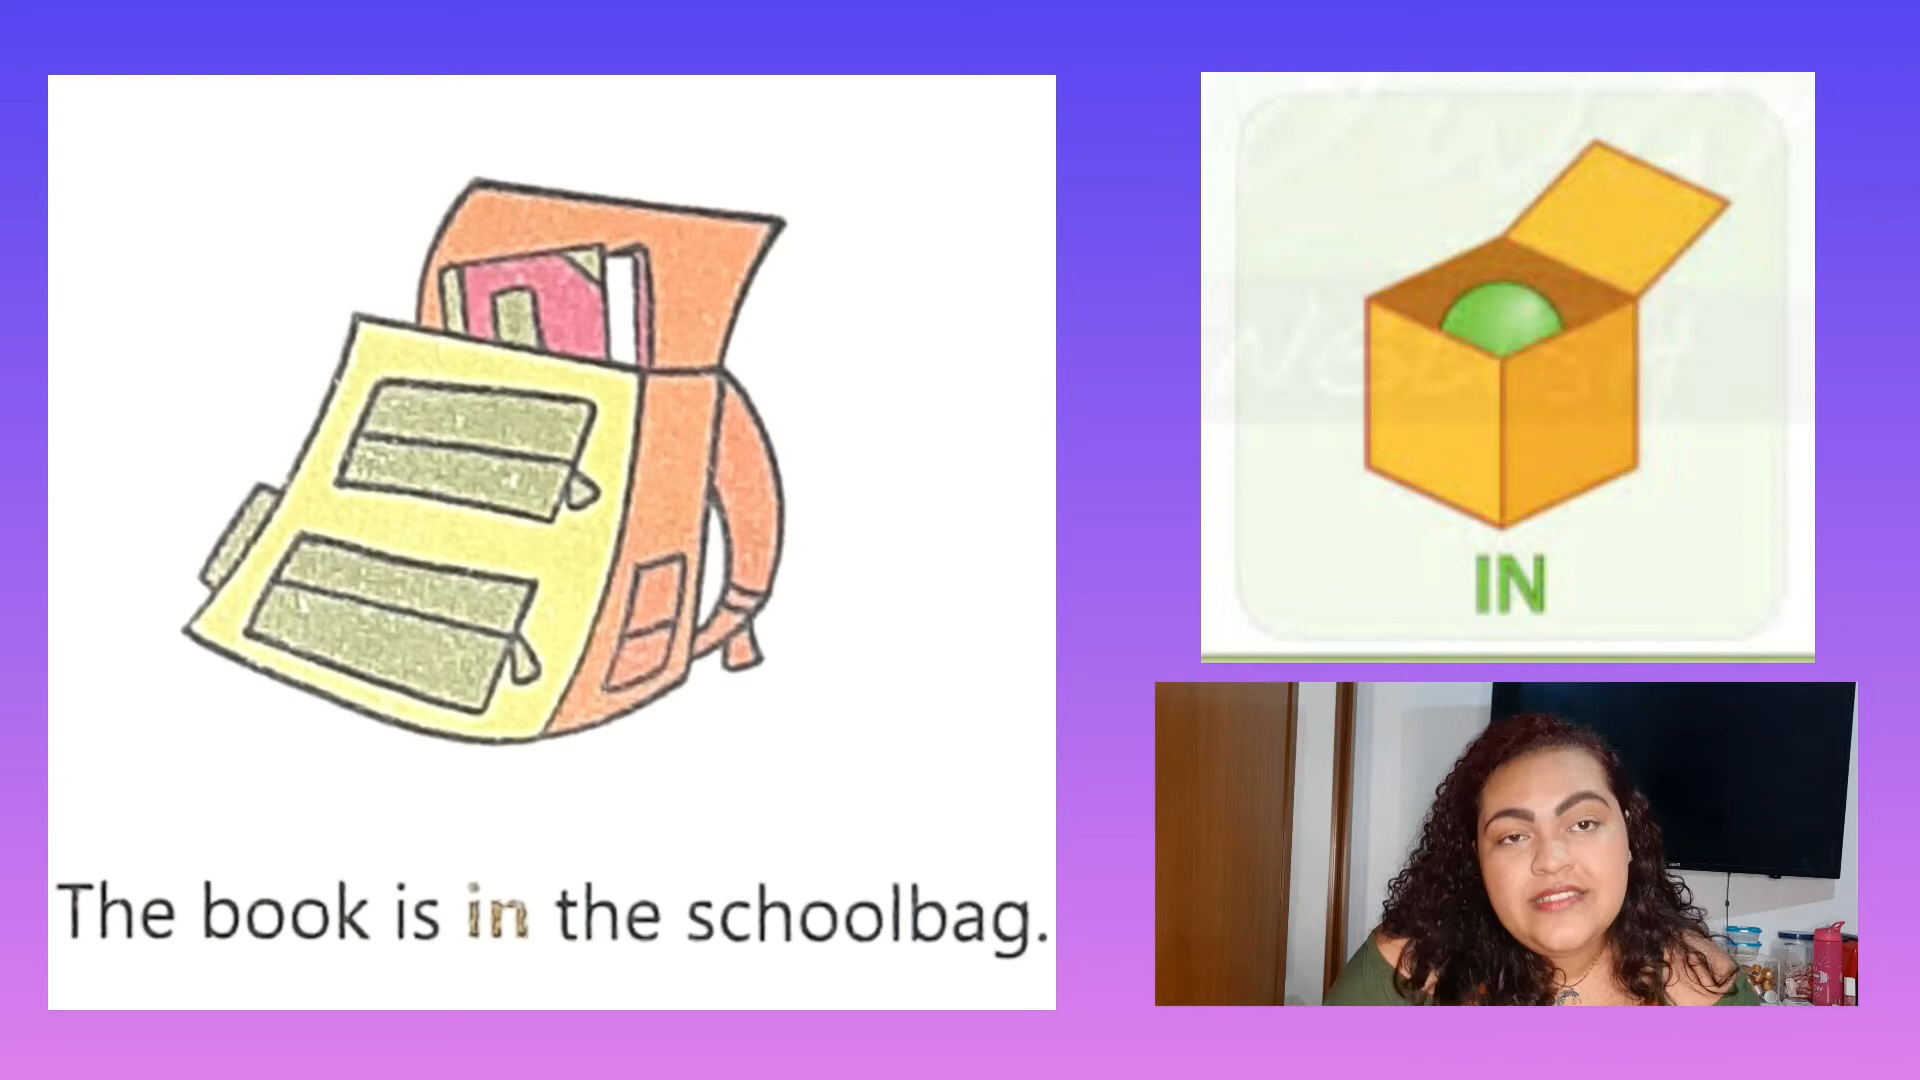 The book is in the schoolbag.
IN